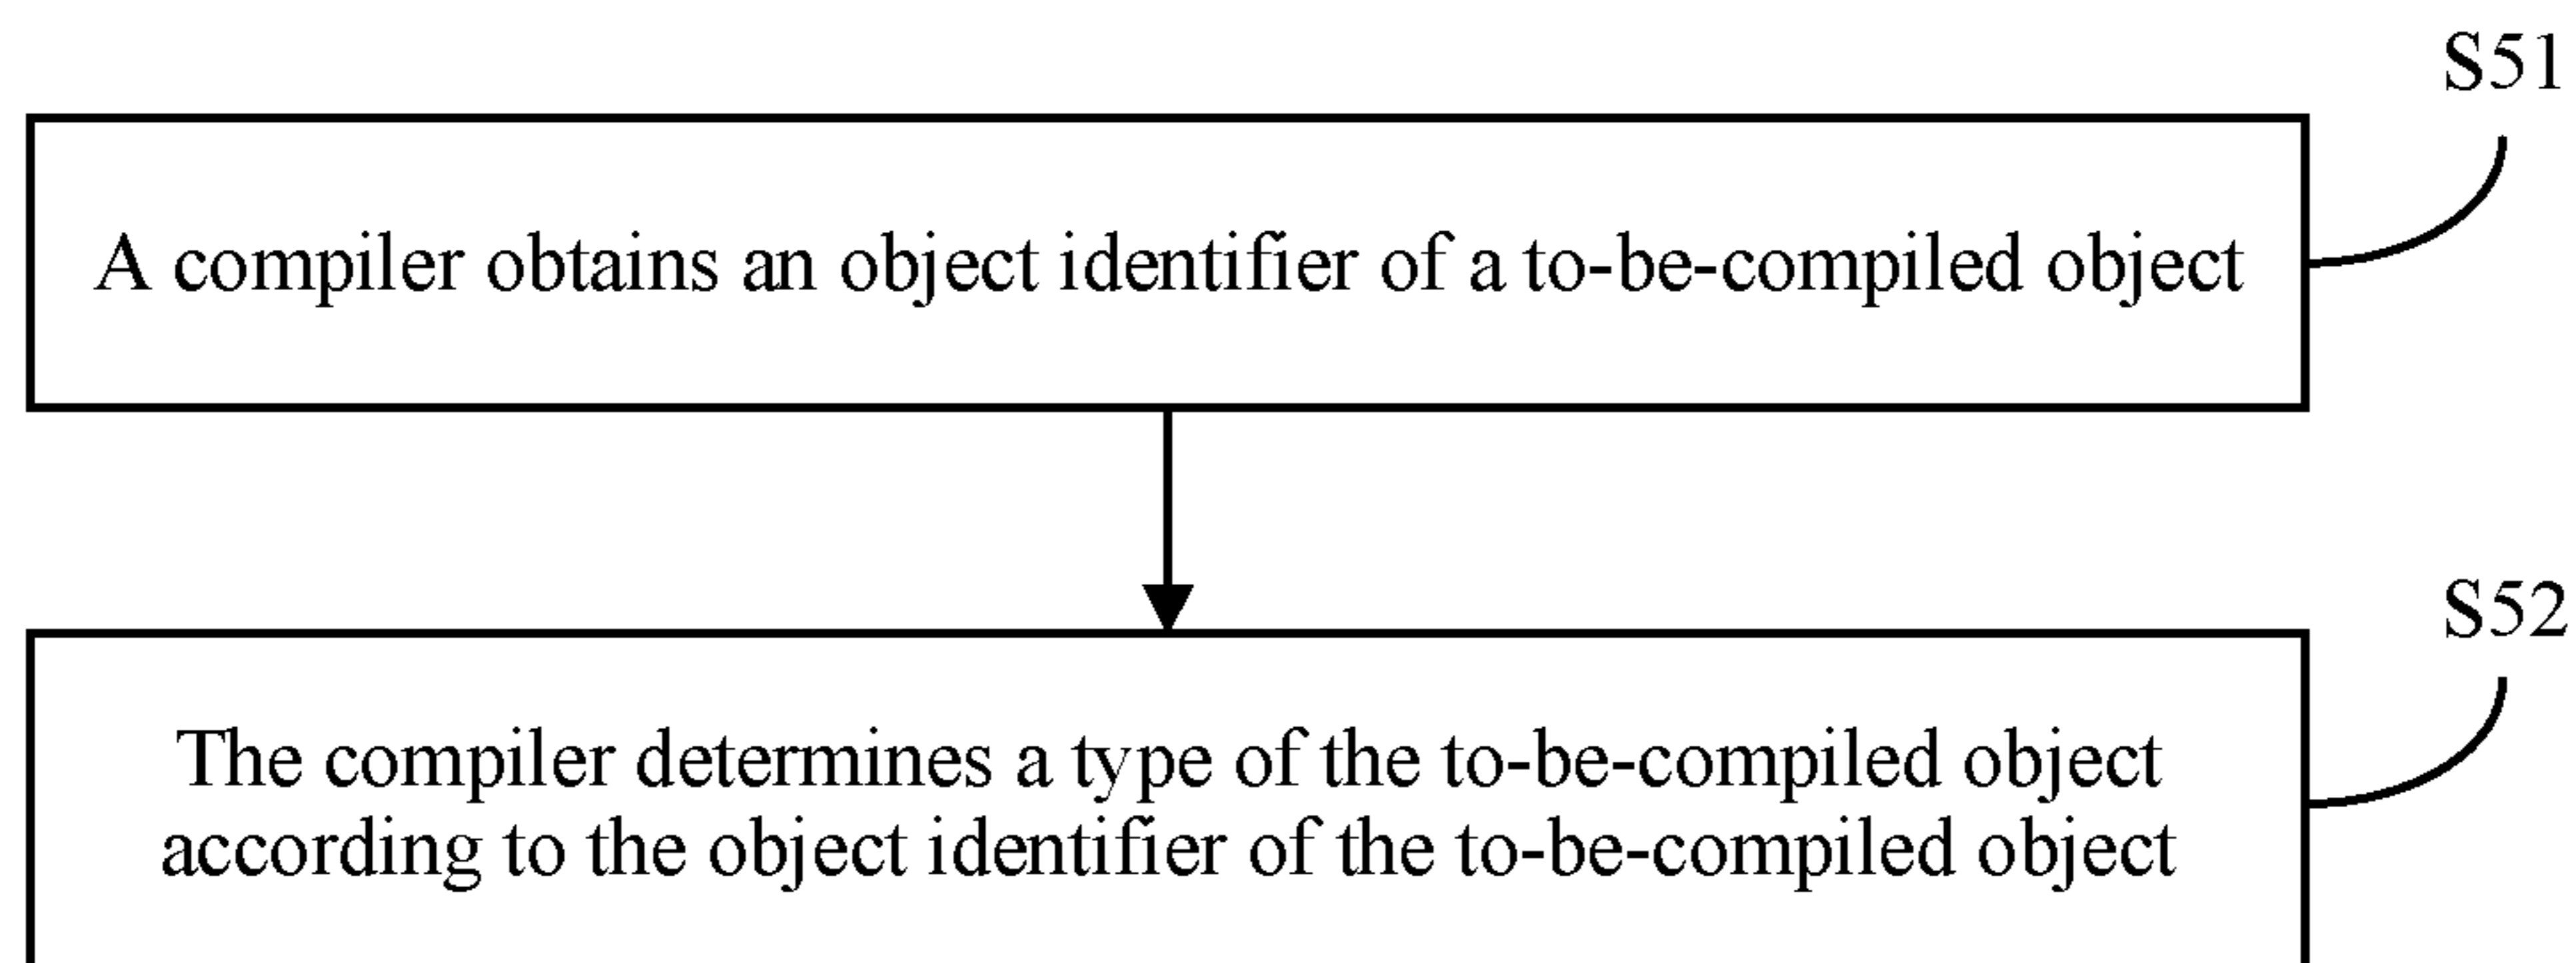 S51
A compiler obtains an object identifier of a to-be-compiled object
S52
The compiler determines a type of the to-be-compiled object
according to the object identifier of the to-be-compiled object